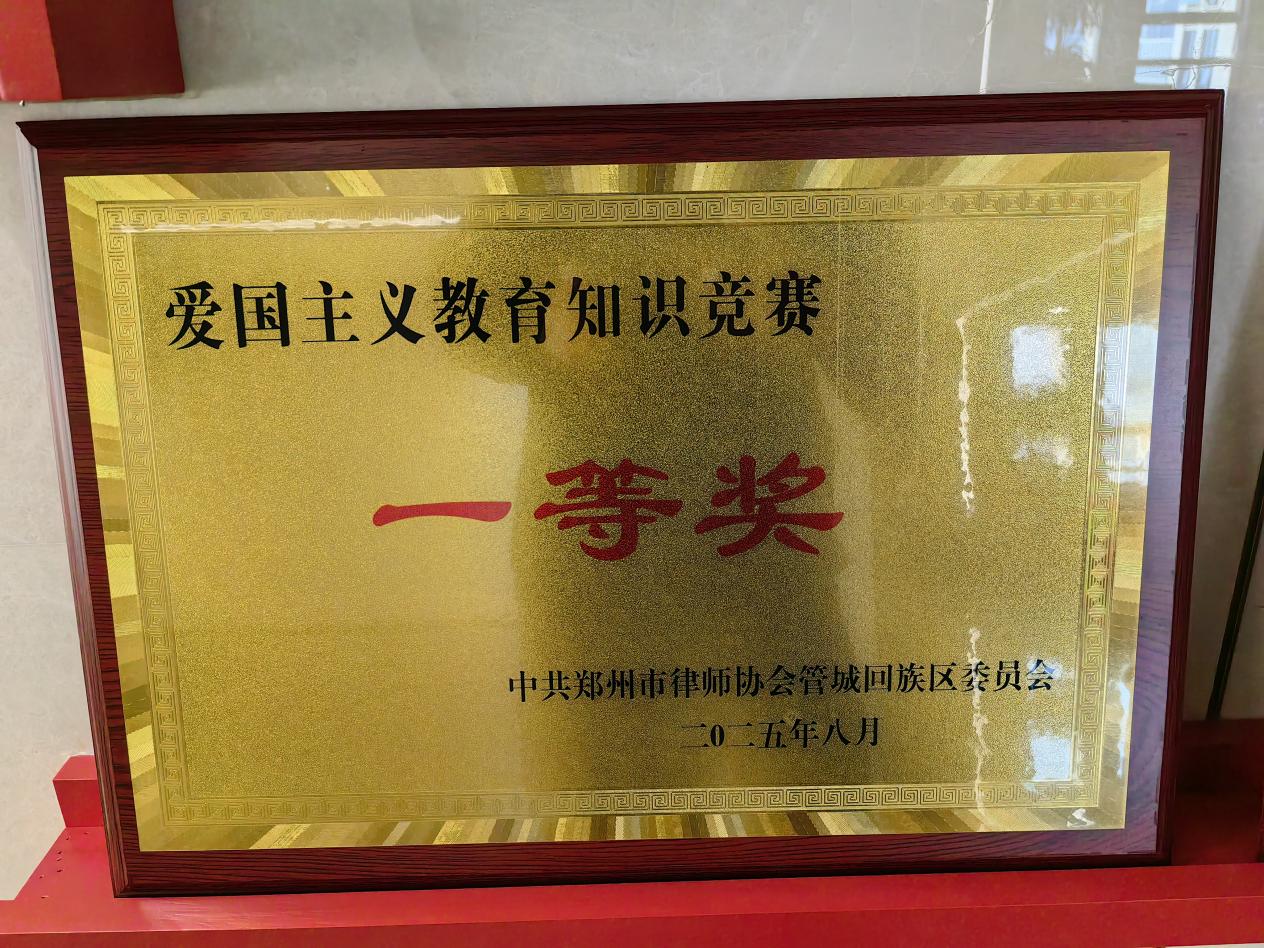 爱国主义教育知识竞赛
一等奖
中共郑州市律师协会管城回族区委员会
二0二五年八月